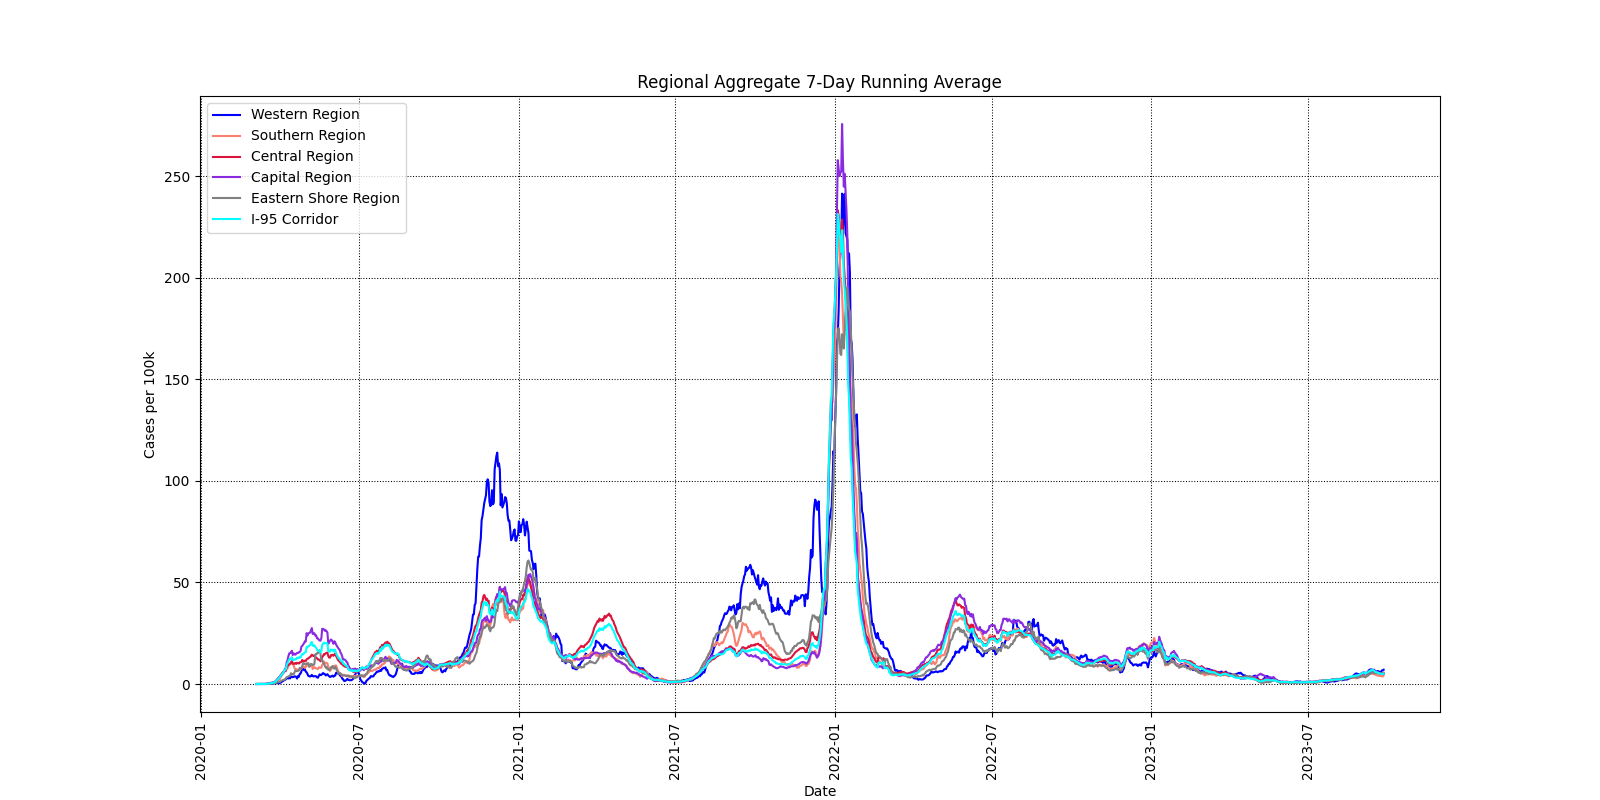 Regional Aggregate 7-Day Running Average
Western Region
Southern Region
Central Region
Capital Region
Eastern Shore Region
I-95 Corridor
Cases per 100k
250
200
150
100
50
0
2020-01
2020-07
2021-01
2021-07
2022-01
2022-07
2023-01
2023-07
Date